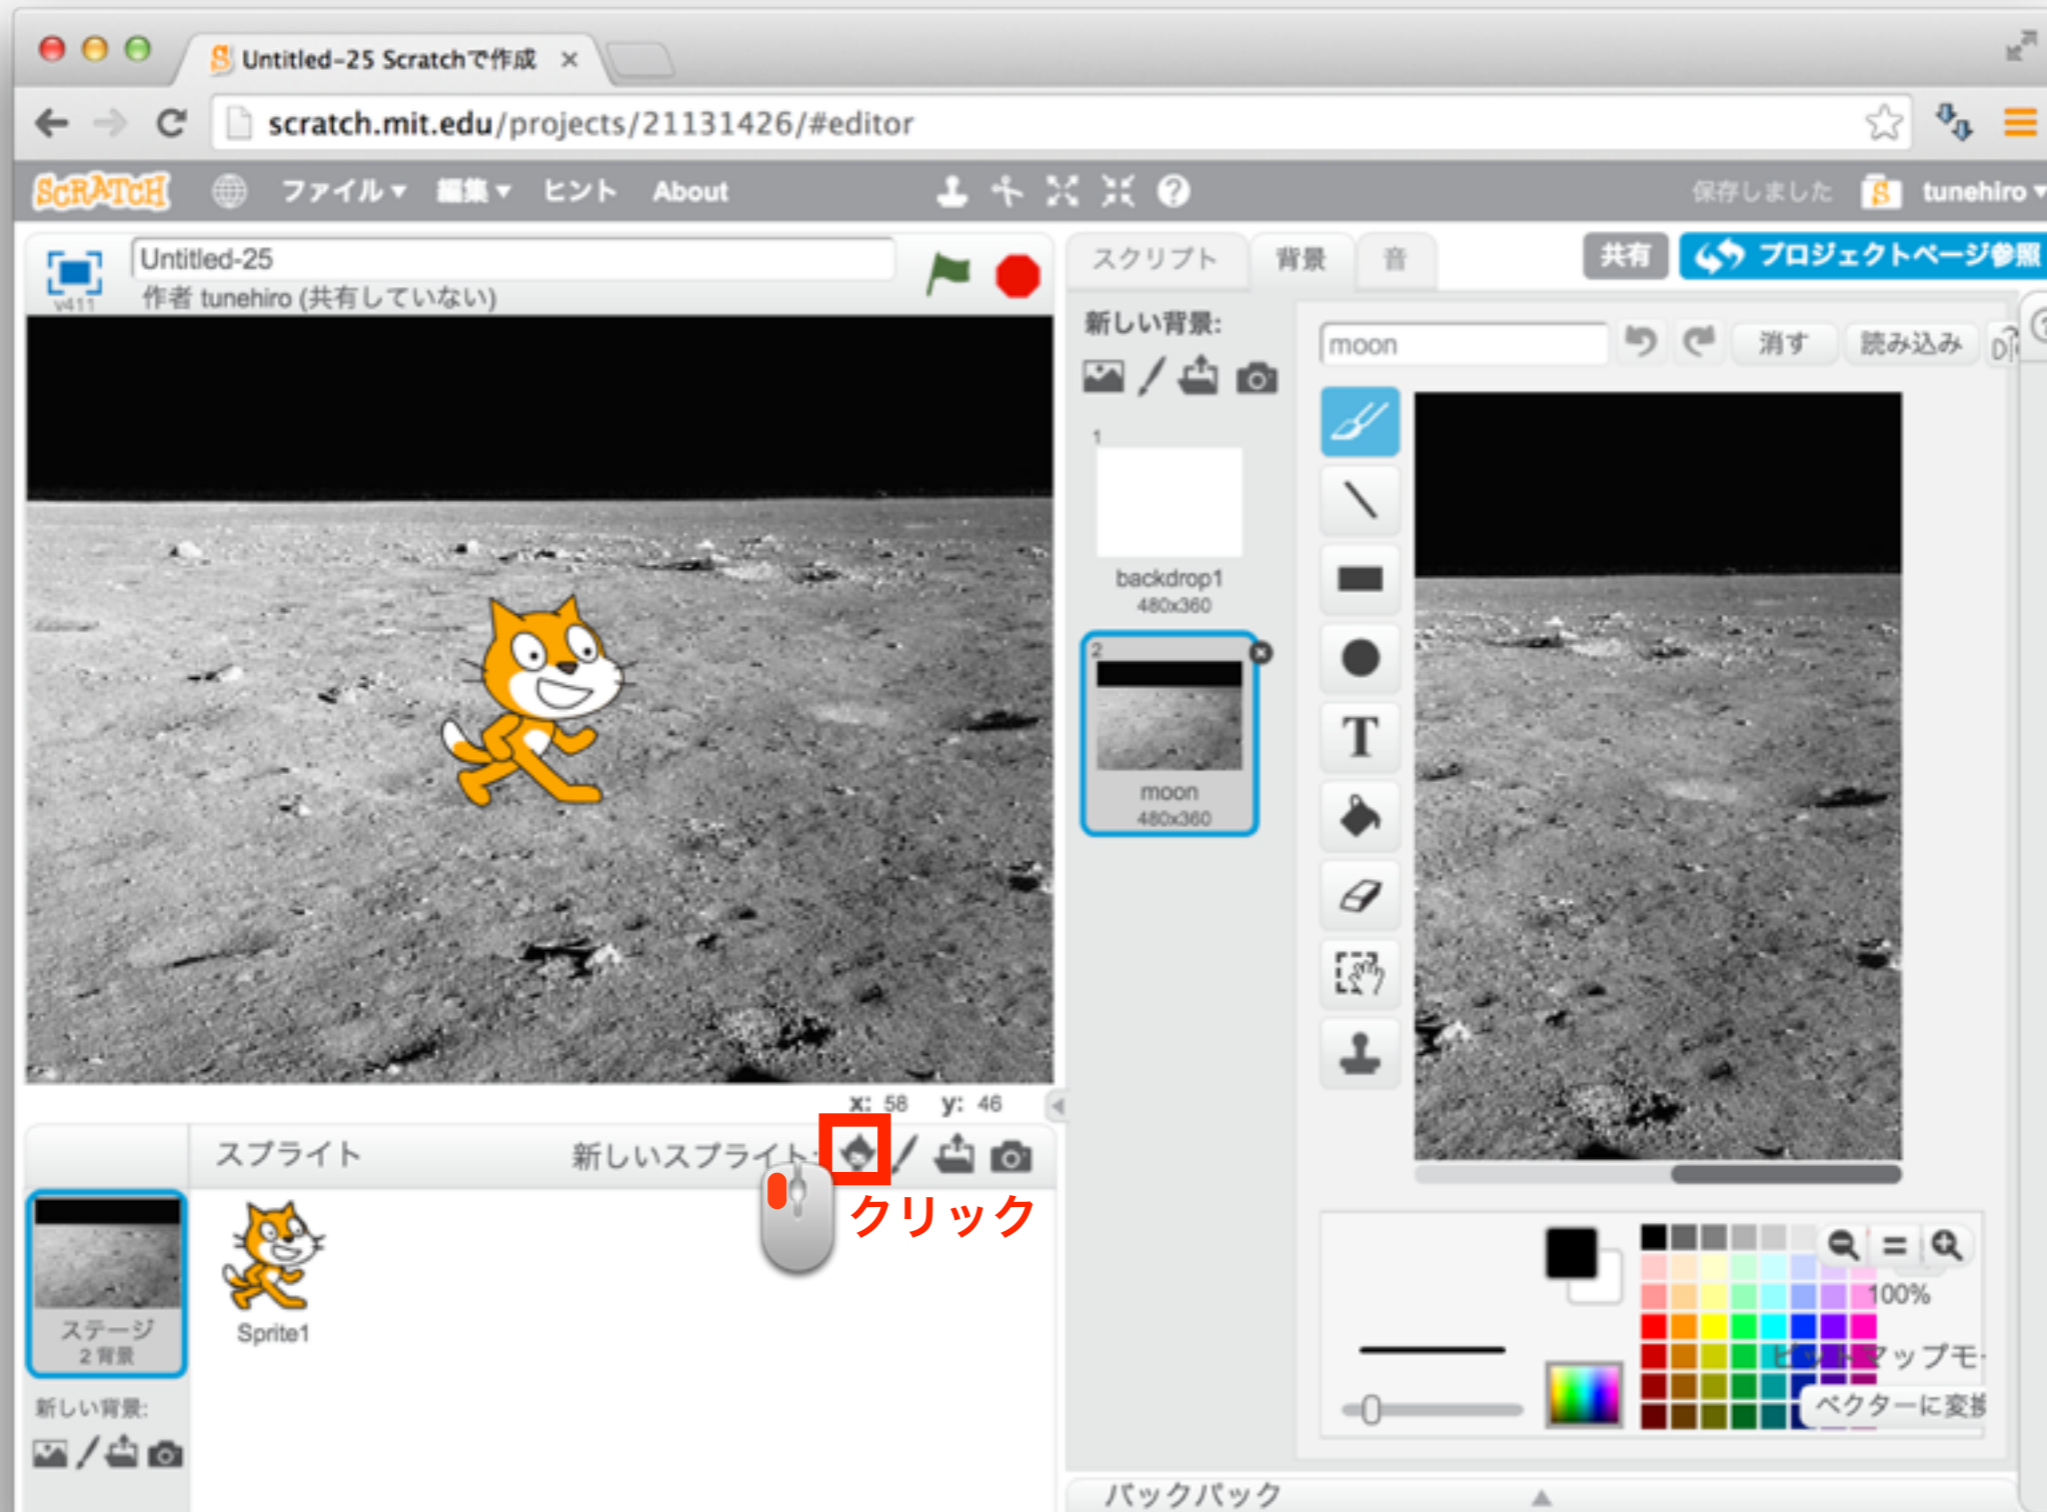 Untitled-25 Scratchで作成
scratch.mit.edu/projects/21131426/#editor
SCRATCH ファイル 編集 ヒント About 保存しました tunehiro
Untitled-25
v411 作者 tunehiro (共有していない)
スクリプト 背景 音 共有 プロジェクトページ参照
新しい背景:
moon 消す 読み込み
1
backdrop1
480x360
2
moon
480x360
T
x: 58 y: 46
スプライト 新しいスプライト:
クリック
ステージ
2 背景
Sprite1
新しい背景:
100%
ビットマップモ
ベクターに変換
バックパック